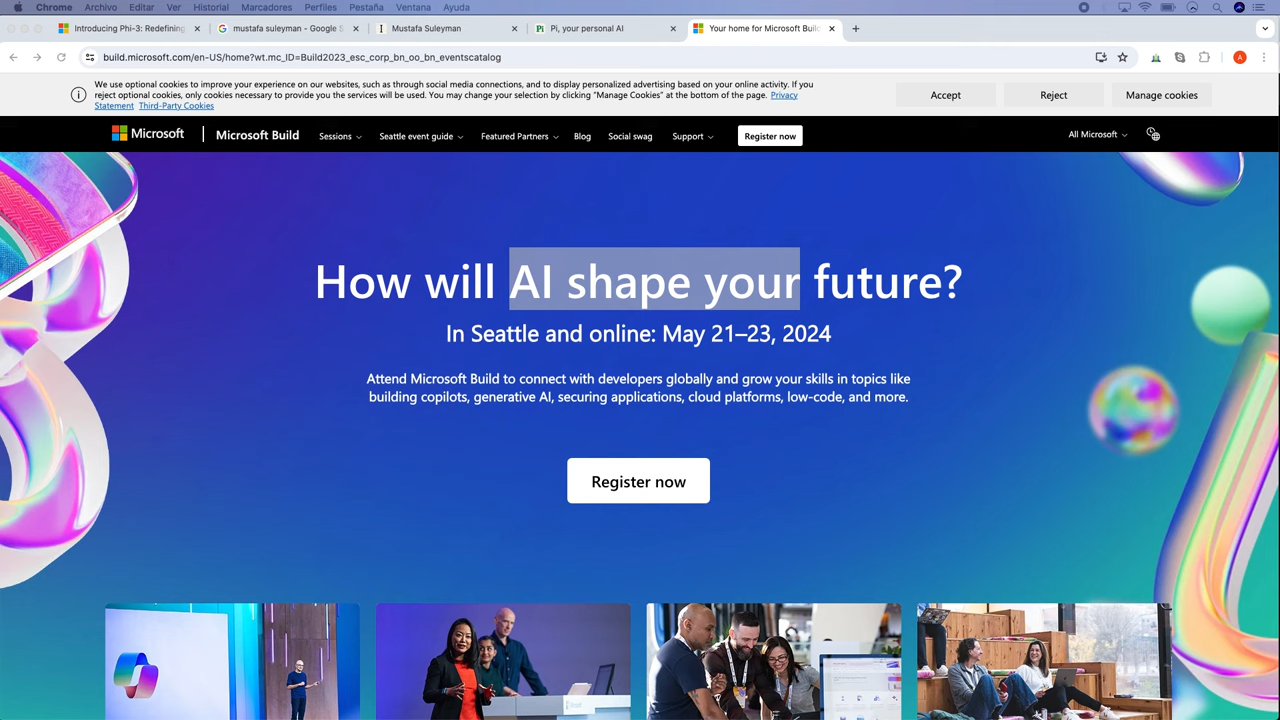 Chrome Archivo Editar Ver Historial Marcadores Perfiles Pestaña Ventana Ayuda
Introducing Phi-3: Redefining
mustafa suleyman - Google S
Mustafa Suleyman
Pi, your personal AI
Your home for Microsoft Build
build.microsoft.com/en-US/home?wt.mc_ID=Build2023_esc_corp_bn_oo_bn_eventscatalog
A
We use optional cookies to improve your experience on our websites, such as through social media connections, and to display personalized advertising based on your online activity. If you
reject optional cookies, only cookies necessary to provide you the services will be used. You may change your selection by clicking "Manage Cookies" at the bottom of the page. Privacy
Statement Third-Party Cookies
Accept
Reject
Manage cookies
Microsoft
Microsoft Build
Sessions
Seattle event guide
Featured Partners
Blog
Social swag
Support
Register now
All Microsoft
How will AI shape your future?
In Seattle and online: May 21–23, 2024
Attend Microsoft Build to connect with developers globally and grow your skills in topics like
building copilots, generative AI, securing applications, cloud platforms, low-code, and more.
Register now